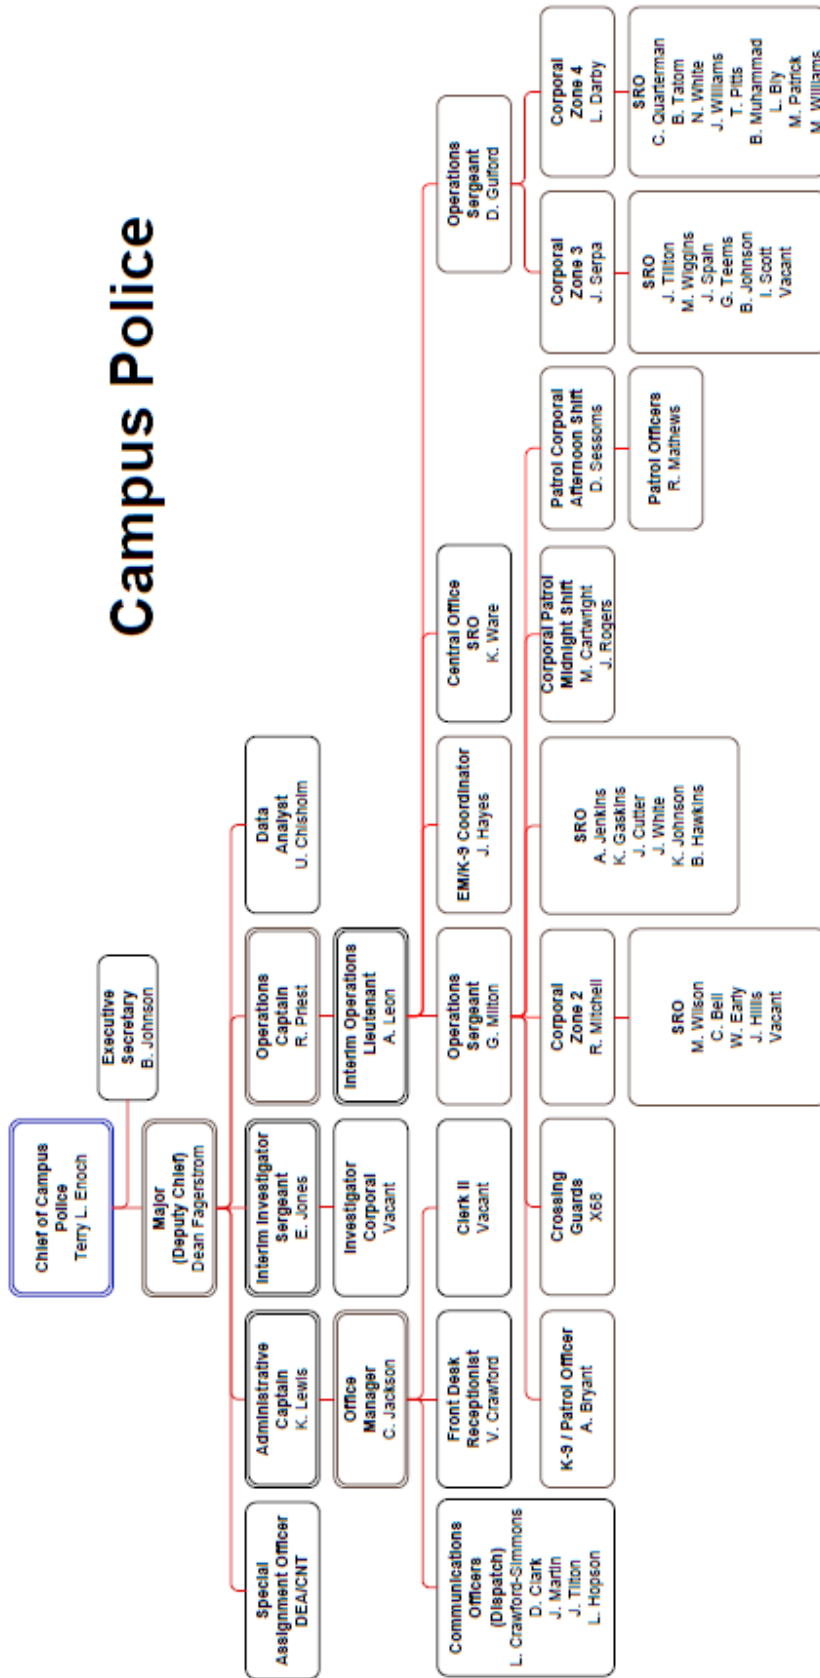 Campus Police
Chief of Campus
Police
Terry L. Enoch
Executive
Secretary
B. Johnson
Major
(Deputy Chief)
Dean Fagerstrom
Special
Assignment Officer
DEA/CNT
Administrative
Captain
K. Lewis
Interim Investigator
Sergeant
E. Jones
Operations
Captain
R. Priest
Data
Analyst
U. Chisholm
Office
Manager
C. Jackson
Investigator
Corporal
Vacant
Interim Operations
Lieutenant
A. Leon
Communications
Officers
(Dispatch)
L. Crawford-Simmons
D. Clark
J. Martin
J. Tilton
L. Hopson
Front Desk
Receptionist
V. Crawford
Clerk II
Vacant
Operations
Sergeant
G. Milton
EM/K-9 Coordinator
J. Hayes
Central Office
SRO
K. Ware
Operations
Sergeant
D. Guiford
K-9 / Patrol Officer
A. Bryant
Crossing
Guards
X68
Corporal
Zone 2
R. Mitchell
SRO
A. Jenkins
K. Gaskins
J. Cutter
J. White
K. Johnson
B. Hawkins
Corporal Patrol
Midnight Shift
M. Cartwright
J. Rogers
Patrol Corporal
Afternoon Shift
D. Sessoms
Corporal
Zone 3
J. Serpa
Corporal
Zone 4
L. Darby
SRO
M. Wilson
C. Bell
W. Early
J. Hillis
Vacant
Patrol Officers
R. Mathews
SRO
J. Tillton
M. Wiggins
J. Spain
G. Teems
B. Johnson
I. Scott
Vacant
SRO
C. Quarterman
B. Tatom
N. White
J. Williams
T. Pitts
B. Muhammad
L. Bly
M. Patrick
M. Williams